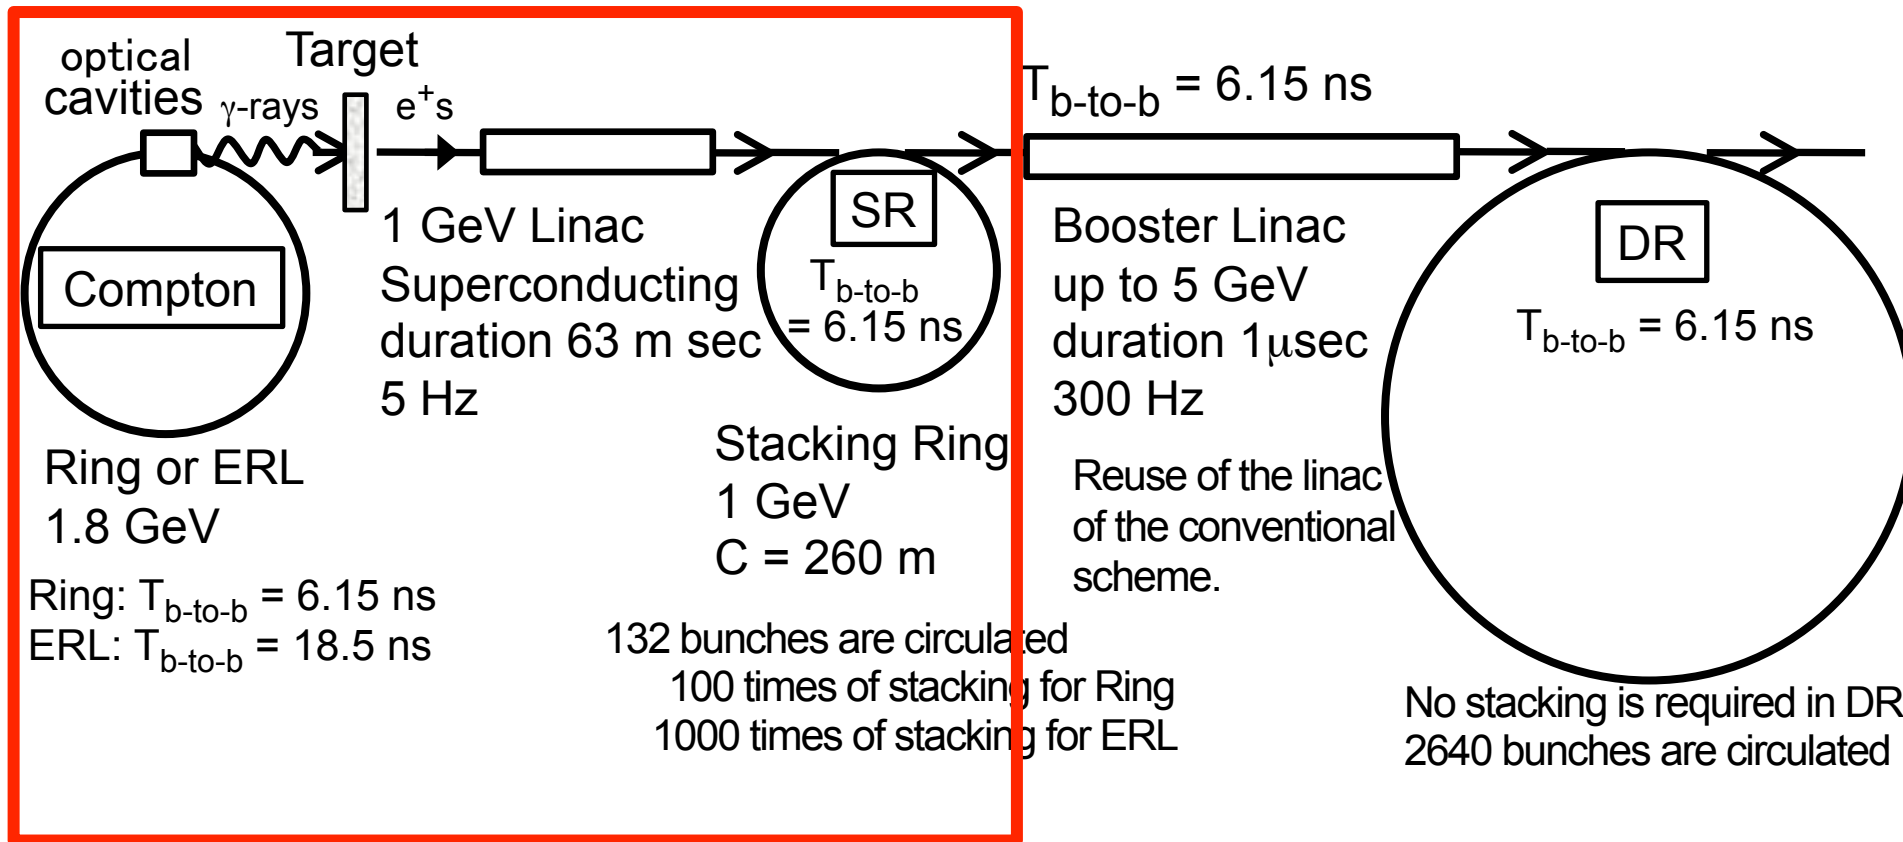 optical
cavities
γ-rays
Target
e+s
Compton
Ring or ERL
1.8 GeV
Ring: Tb-to-b = 6.15 ns
ERL: Tb-to-b = 18.5 ns
1 GeV Linac
Superconducting
duration 63 m sec
5 Hz
SR
Tb-to-b
= 6.15 ns
Stacking Ring
1 GeV
C = 260 m
132 bunches are circulated
100 times of stacking for Ring
1000 times of stacking for ERL
Tb-to-b = 6.15 ns
Booster Linac
up to 5 GeV
duration 1μsec
300 Hz
Reuse of the linac
of the conventional
scheme.
DR
Tb-to-b = 6.15 ns
No stacking is required in DR
2640 bunches are circulated